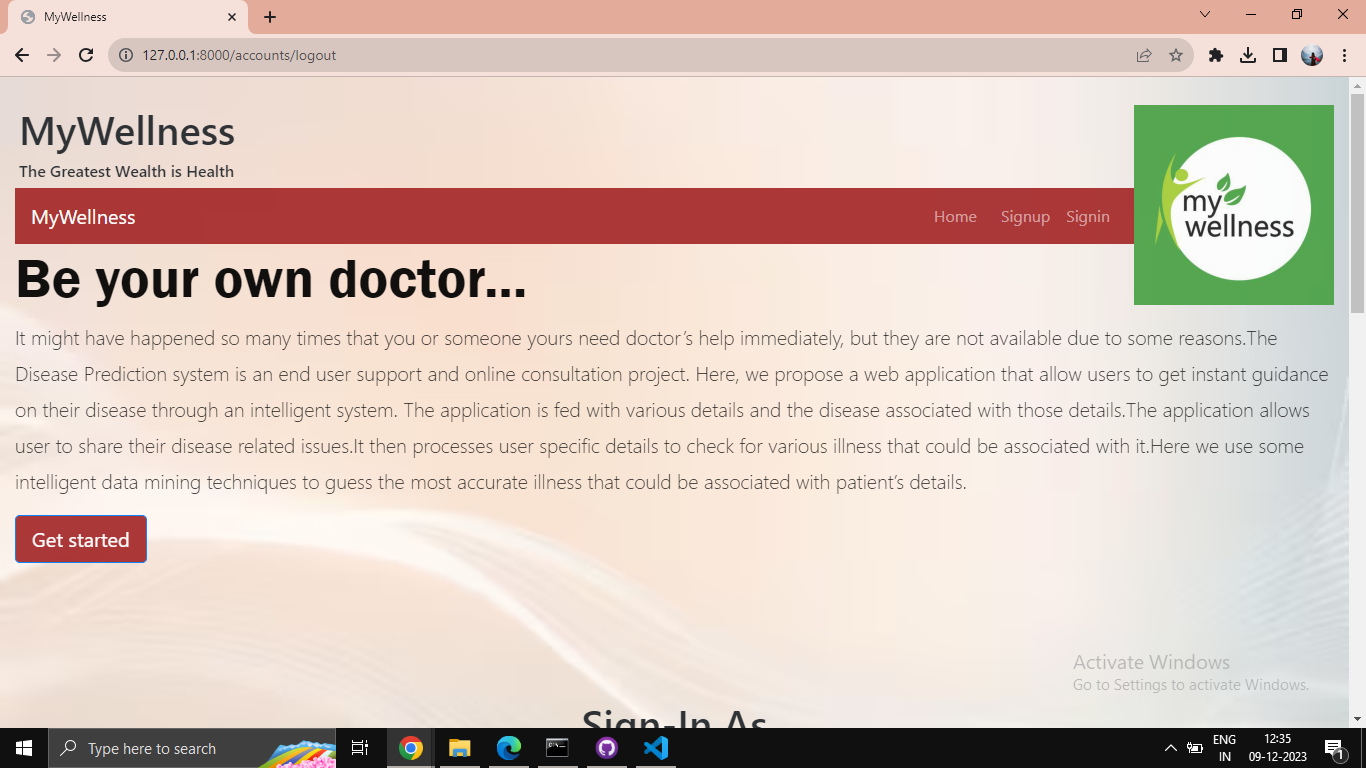 MyWellness
127.0.0.1:8000/accounts/logout
MyWellness
The Greatest Wealth is Health
MyWellness Home Signup Signin
my
wellness
Be your own doctor...
It might have happened so many times that you or someone yours need doctor’s help immediately, but they are not available due to some reasons.The
Disease Prediction system is an end user support and online consultation project. Here, we propose a web application that allow users to get instant guidance
on their disease through an intelligent system. The application is fed with various details and the disease associated with those details.The application allows
user to share their disease related issues.It then processes user specific details to check for various illness that could be associated with it.Here we use some
intelligent data mining techniques to guess the most accurate illness that could be associated with patient’s details.
Get started
Activate Windows
Go to Settings to activate Windows.
Sign-In As
Type here to search
ENG
IN
12:35
09-12-2023
1